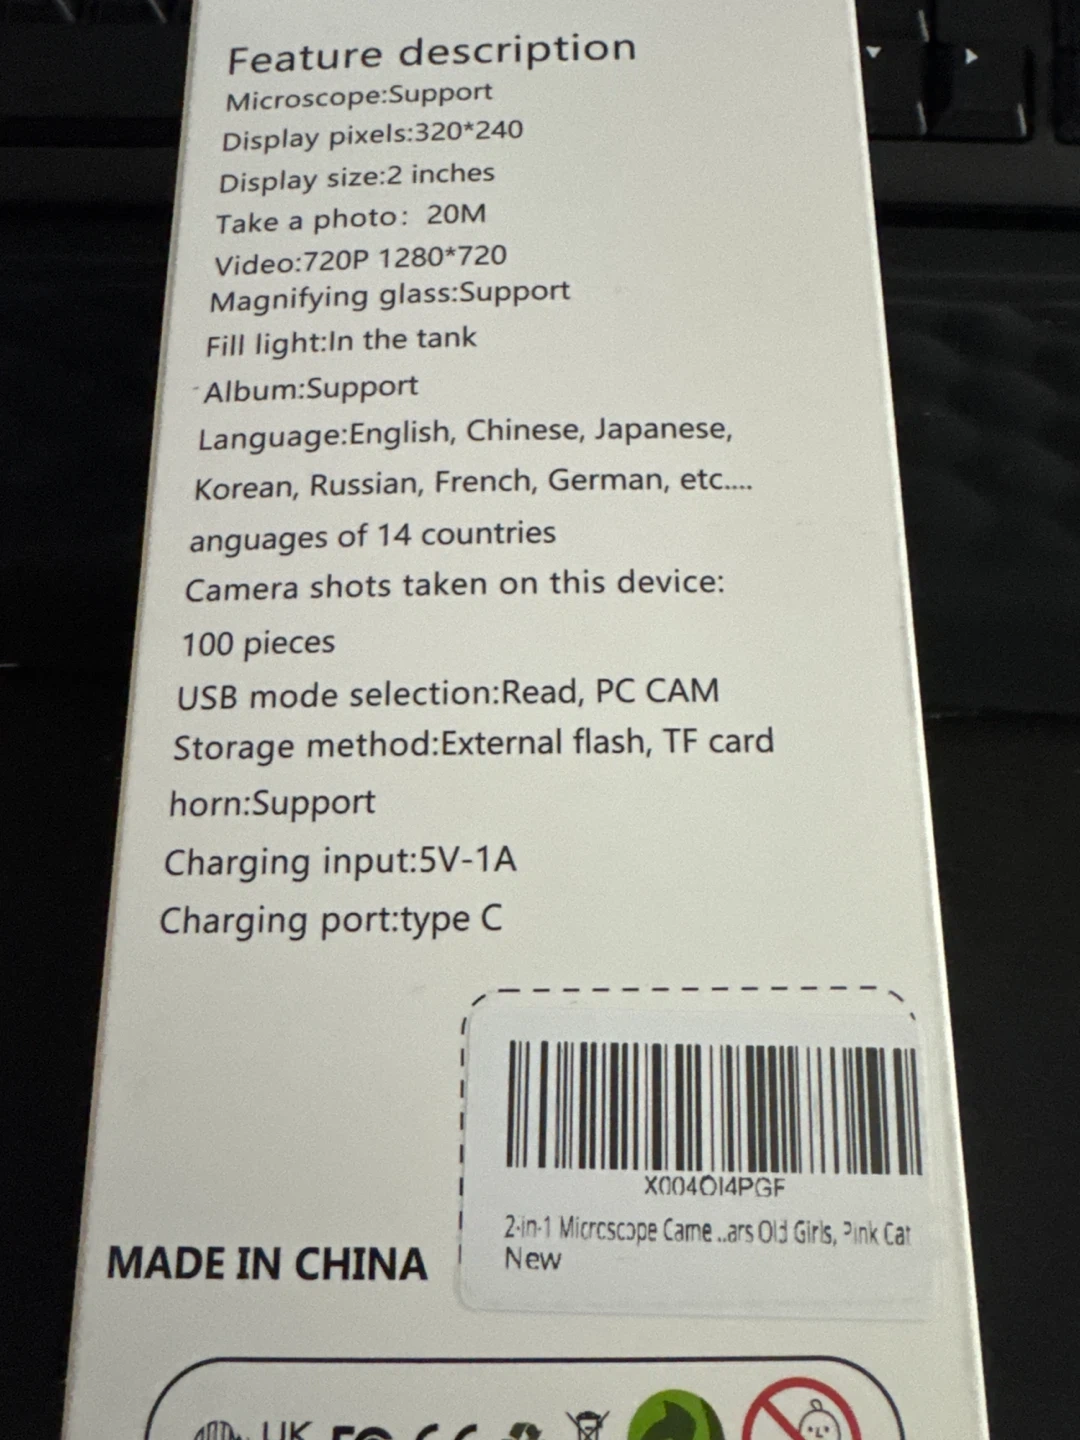 Feature description
Microscope:Support
Display pixels:320*240
Display size:2 inches
Take a photo: 20M
Video:720P 1280*720
Magnifying glass:Support
Fill light:In the tank
Album:Support
Language:English, Chinese, Japanese,
Korean, Russian, French, German, etc....
anguages of 14 countries
Camera shots taken on this device:
100 pieces
USB mode selection:Read, PC CAM
Storage method:External flash, TF card
horn:Support
Charging input:5V-1A
Charging port:type C
X004OI4PGF
2-in-1 Microscope Came ..ars Old Girls, Pink Cat
New
MADE IN CHINA
UK